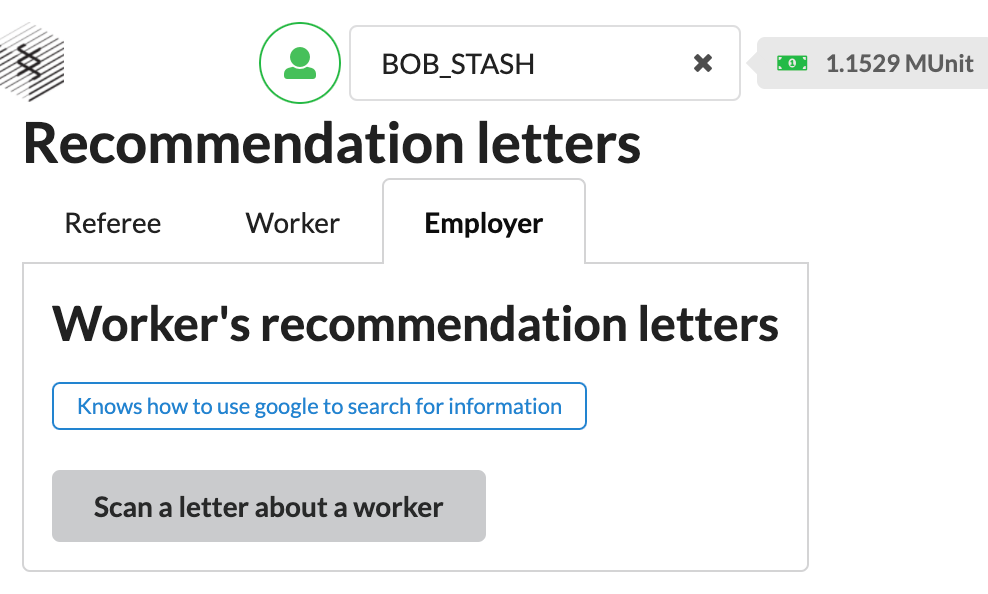 BOB_STASH
1.1529 MUnit
Recommendation letters
Referee
Worker
Employer
Worker's recommendation letters
Knows how to use google to search for information
Scan a letter about a worker